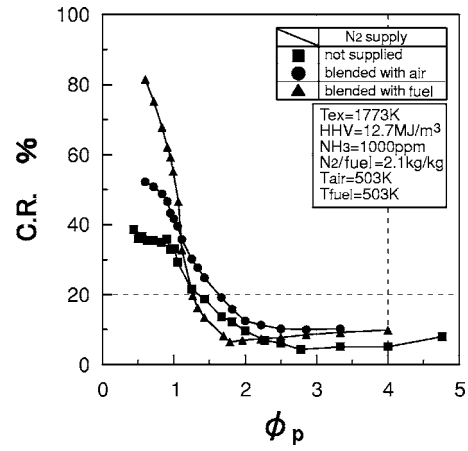 N2 supply
not supplied
blended with air
blended with fuel
Tex=1773K
HHV=12.7MJ/m³
NH3=1000ppm
N2/fuel=2.1kg/kg
Tair=503K
Tfuel=503K
C.R. %
100
80
60
40
20
0
0 1 2 3 4 5
ϕp